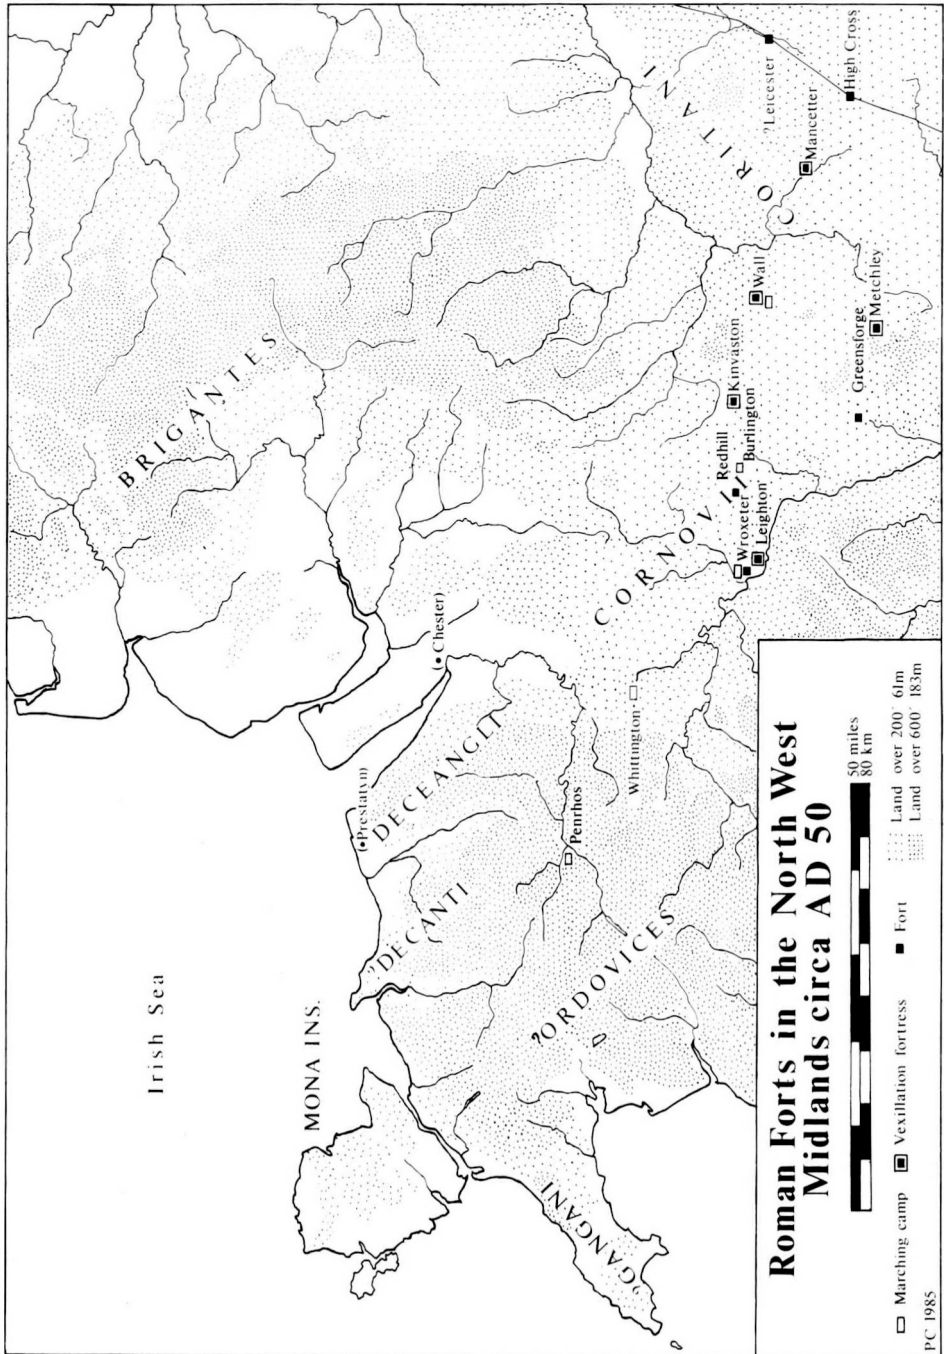 Roman Forts in the North West
Midlands circa AD 50
50 miles
80 km
Marching camp
Vexillation fortress
Fort
Land over 200' 61m
Land over 600' 183m
PC 1985
Irish Sea
MONA INS.
BRIGANTES
(•Prestatyn)
(•Chester)
DECEANGLI
?DECANTI
?ORDOVICES
?GANGANI
Penrhos
Whittington
CORNOVII
CORITANI
Wroxeter
Leighton
Redhill
Burlington
Kinvaston
Wall
Greensforge
Metchley
Mancetter
?Leicester
High Cross